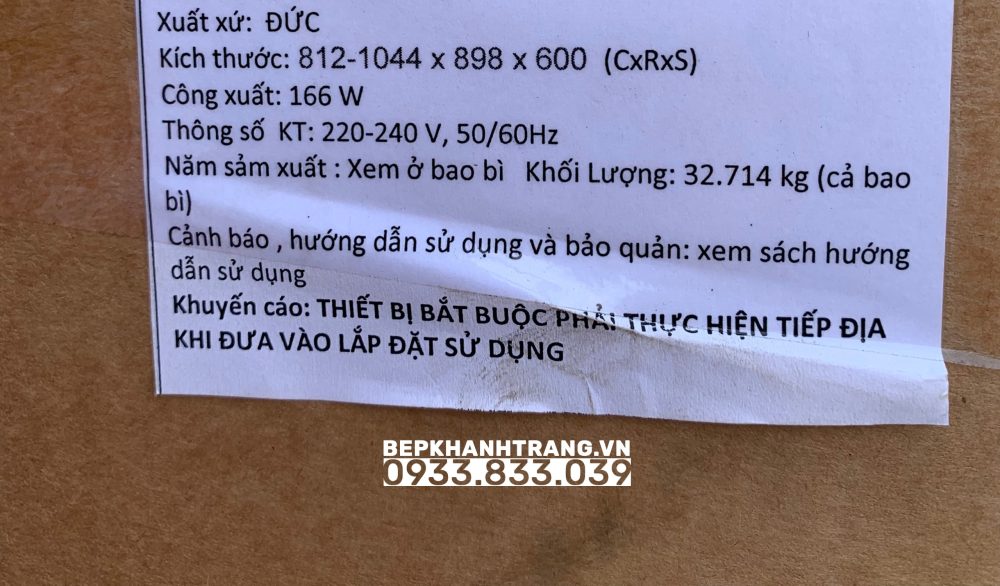 Xuất xứ: ĐỨC
Kích thước: 812-1044 x 898 x 600 (CxRxS)
Công xuất: 166 W
Thông số KT: 220-240 V, 50/60Hz
Năm sảm xuất : Xem ở bao bì Khối Lượng: 32.714 kg (cả bao
bì)
Cảnh báo , hướng dẫn sử dụng và bảo quản: xem sách hướng
dẫn sử dụng
Khuyến cáo: THIẾT BỊ BẮT BUỘC PHẢI THỰC HIỆN TIẾP ĐỊA
KHI ĐƯA VÀO LẮP ĐẶT SỬ DỤNG
BEPKHANHTRANG.VN
0933.833.039